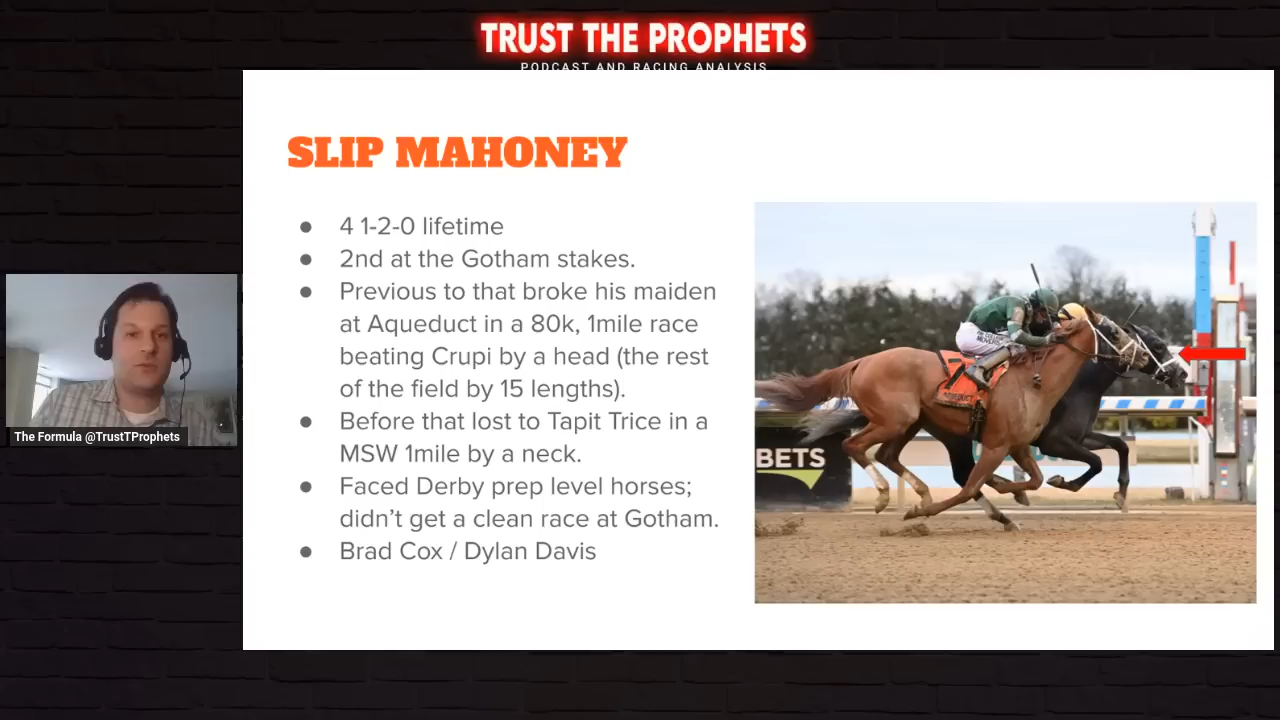 TRUST THE PROPHETS
PODCAST AND RACING ANALYSIS
SLIP MAHONEY
● 4 1-2-0 lifetime
● 2nd at the Gotham stakes.
● Previous to that broke his maiden
at Aqueduct in a 80k, 1mile race
beating Crupi by a head (the rest
of the field by 15 lengths).
● Before that lost to Tapit Trice in a
MSW 1mile by a neck.
● Faced Derby prep level horses;
didn’t get a clean race at Gotham.
● Brad Cox / Dylan Davis
7
BETS
The Formula @TrustTProphets